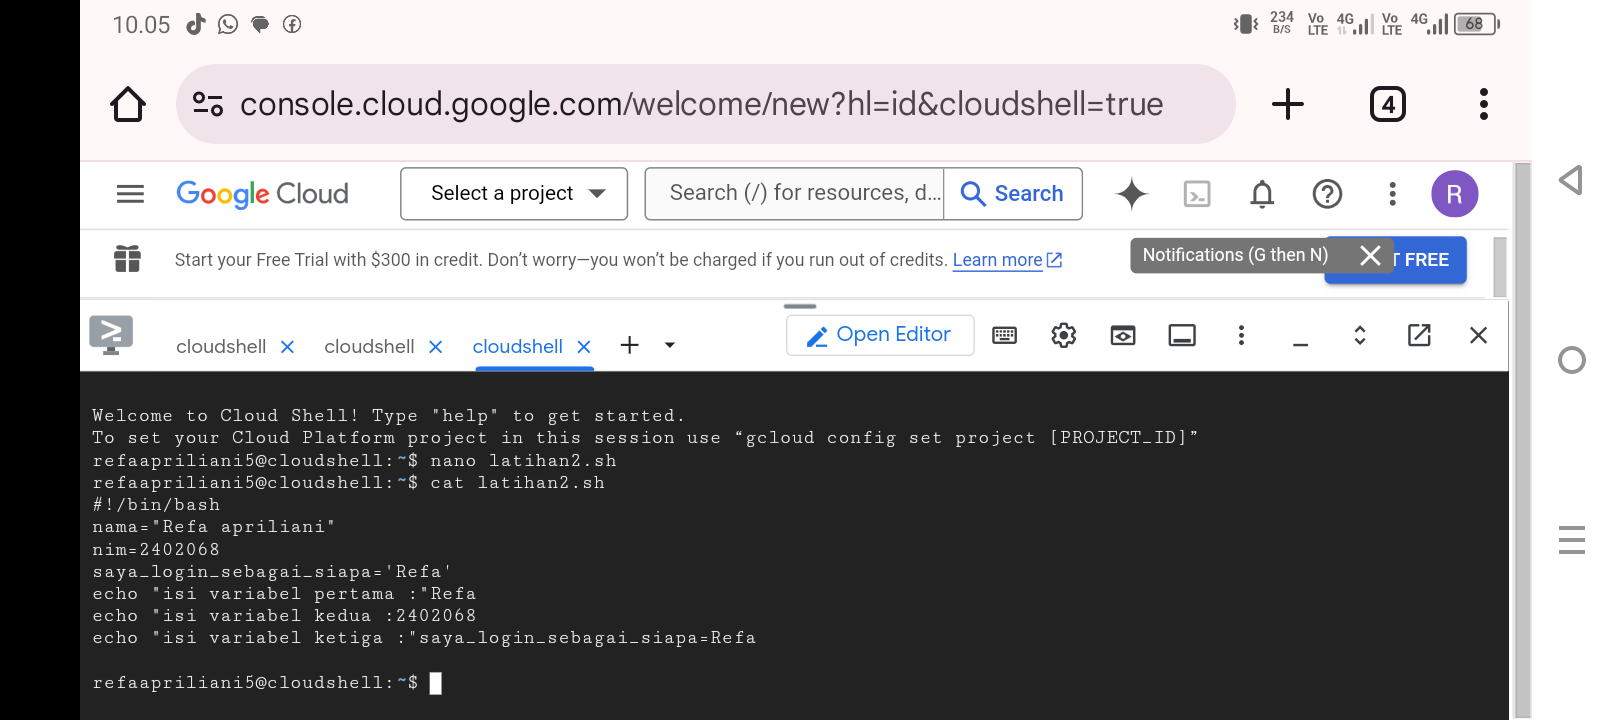 10.05 234 B/S Vo LTE 4G Vo LTE 4G 68
console.cloud.google.com/welcome/new?hl=id&cloudshell=true 4
Google Cloud Select a project Search (/) for resources, d... Search R
Start your Free Trial with $300 in credit. Don't worry—you won't be charged if you run out of credits. Learn more Notifications (G then N) T FREE
cloudshell cloudshell cloudshell Open Editor
Welcome to Cloud Shell! Type "help" to get started.
To set your Cloud Platform project in this session use “gcloud config set project [PROJECT_ID]”
refaapriliani5@cloudshell:~$ nano latihan2.sh
refaapriliani5@cloudshell:~$ cat latihan2.sh
#!/bin/bash
nama="Refa apriliani"
nim=2402068
saya_login_sebagai_siapa='Refa'
echo "isi variabel pertama :"Refa
echo "isi variabel kedua :2402068
echo "isi variabel ketiga :"saya_login_sebagai_siapa=Refa
refaapriliani5@cloudshell:~$